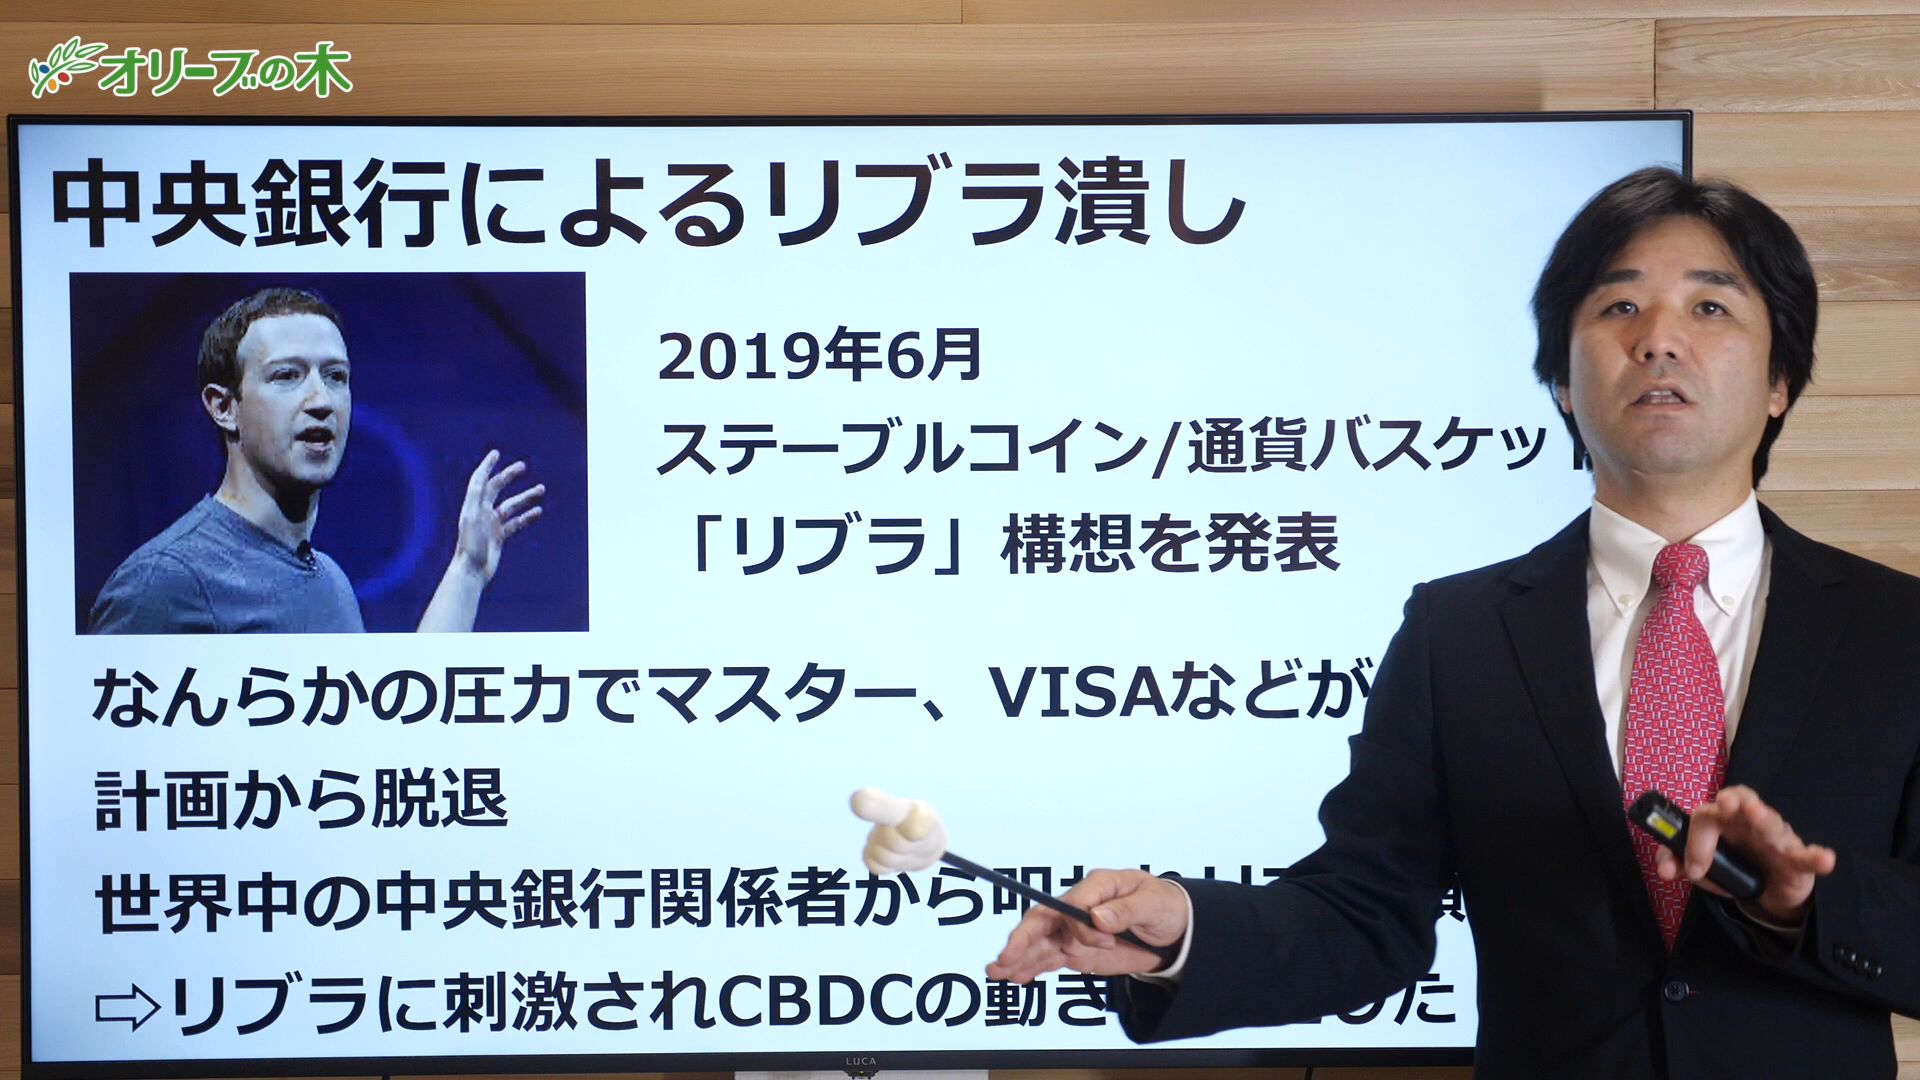 オリーブの木
中央銀行によるリブラ潰し
2019年6月
ステーブルコイン/通貨バスケッ
「リブラ」構想を発表
なんらかの圧力でマスター、VISAなどが
計画から脱退
世界中の中央銀行関係者から
⇨リブラに刺激されCBDCの動き
LUCA